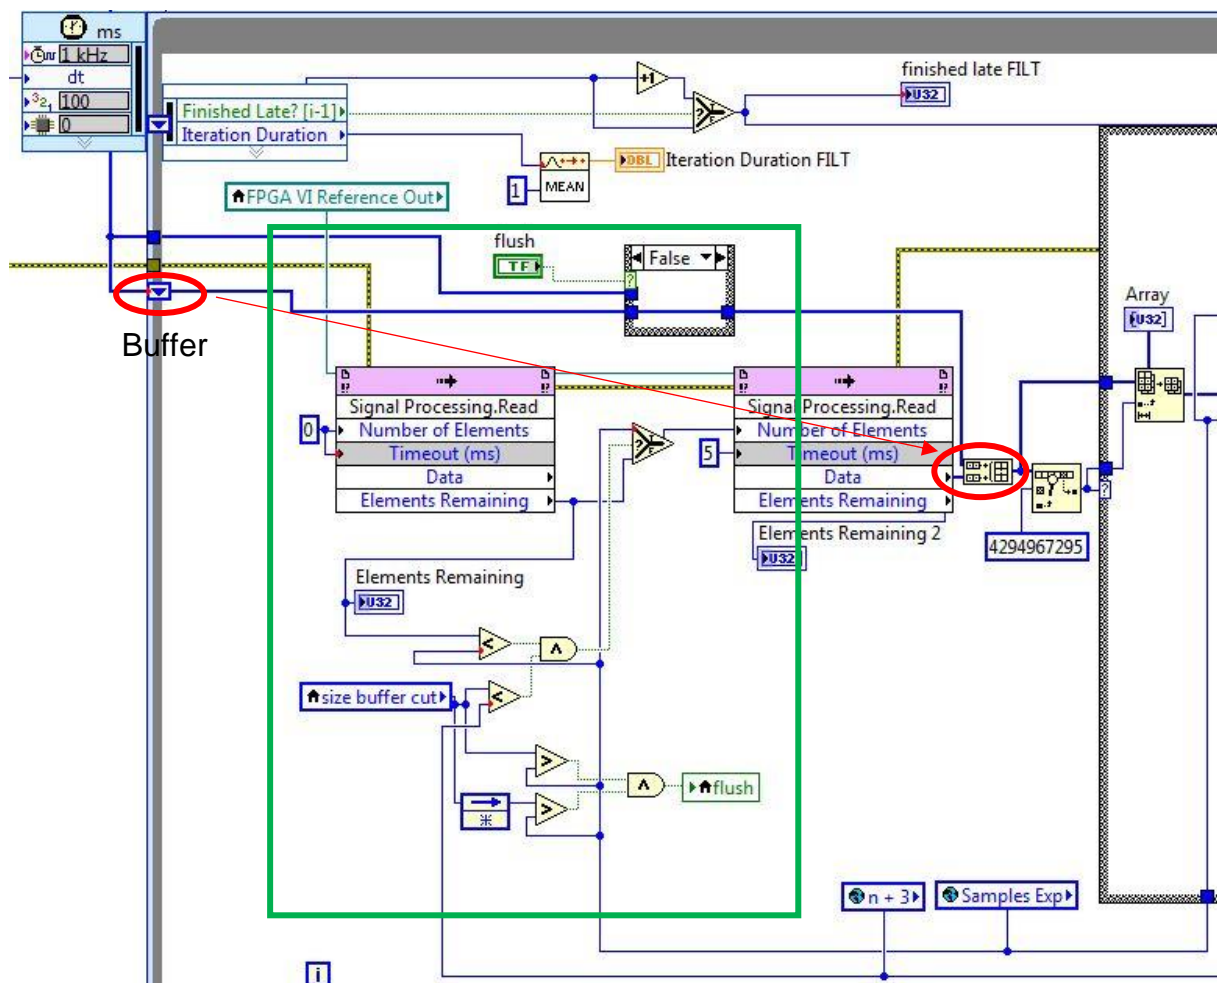 ms
1 kHz
dt
100
0
finished late FILT
U32
+1
?
T
F
Finished Late? [i-1]
Iteration Duration
DBL
Iteration Duration FILT
1
MEAN
FPGA VI Reference Out
flush
TF
False
?
Array
[U32]
Buffer
Signal Processing.Read
Number of Elements
Timeout (ms)
Data
Elements Remaining
0
?
F
5
Signal Processing.Read
Number of Elements
Timeout (ms)
Data
Elements Remaining
?
4294967295
Elements Remaining 2
U32
Elements Remaining
U32
<
∧
size buffer cut
<
>
∧
flush
>
n + 3
Samples Exp
i